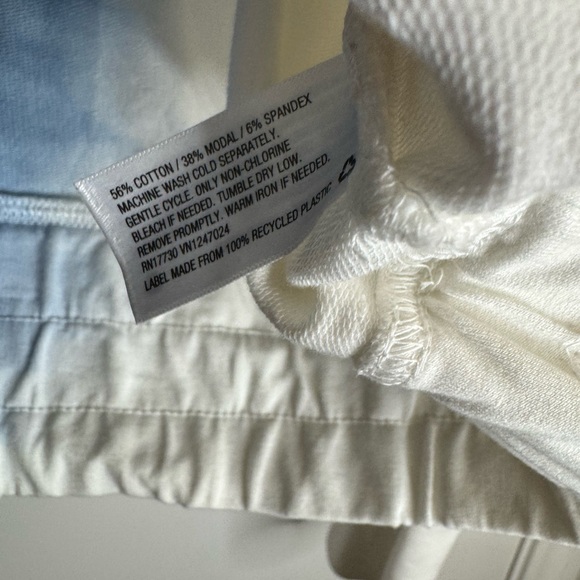 56% COTTON / 38% MODAL / 6% SPANDEX
MACHINE WASH COLD SEPARATELY.
GENTLE CYCLE. ONLY NON-CHLORINE
BLEACH IF NEEDED. TUMBLE DRY LOW.
REMOVE PROMPTLY. WARM IRON IF NEEDED.
RN17730 VN1247024
LABEL MADE FROM 100% RECYCLED PLASTIC